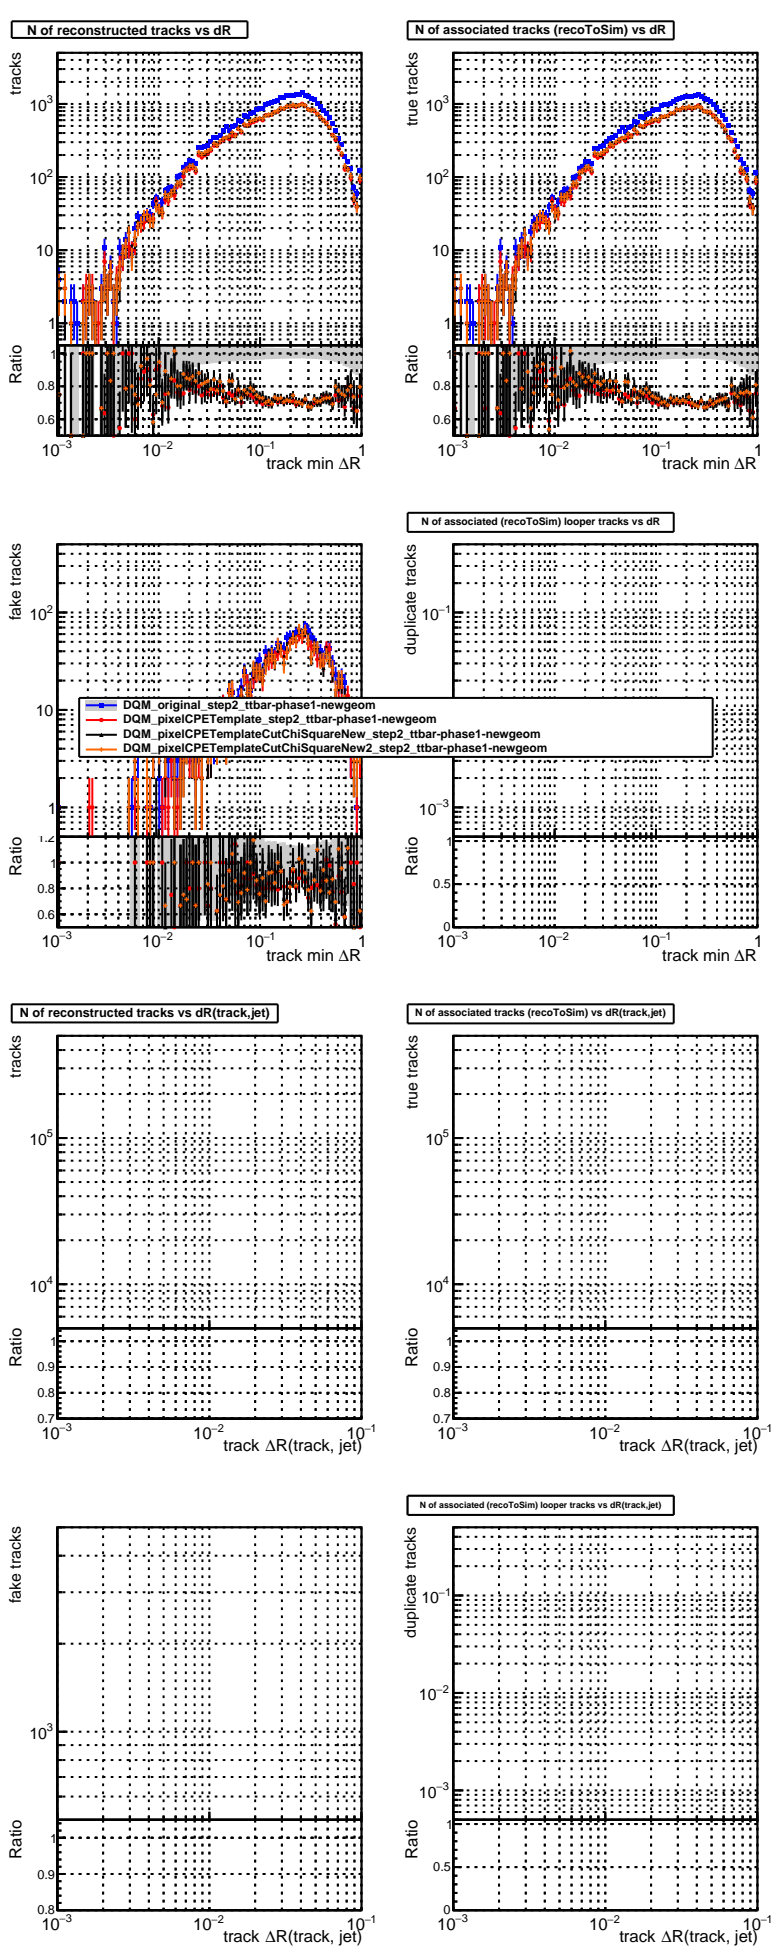 N of reconstructed tracks vs dR
N of associated tracks (recoToSim) vs dR
tracks
10³
10²
10
1
Ratio
1
0.8
0.6
10⁻³
10⁻²
10⁻¹
1
track min ΔR
true tracks
10³
10²
10
1
Ratio
1
0.8
0.6
10⁻³
10⁻²
10⁻¹
1
track min ΔR
N of associated (recoToSim) looper tracks vs dR
fake tracks
10²
10
1
Ratio
1.2
1
0.8
0.6
10⁻³
10⁻²
10⁻¹
1
track min ΔR
duplicate tracks
10⁻¹
10⁻³
Ratio
1
0.5
0
10⁻³
10⁻²
10⁻¹
1
track min ΔR
DQM_original_step2_ttbar-phase1-newgeom
DQM_pixelCPETemplate_step2_ttbar-phase1-newgeom
DQM_pixelCPETemplateCutChiSquareNew_step2_ttbar-phase1-newgeom
DQM_pixelCPETemplateCutChiSquareNew2_step2_ttbar-phase1-newgeom
N of reconstructed tracks vs dR(track,jet)
N of associated tracks (recoToSim) vs dR(track,jet)
tracks
10⁵
10⁴
Ratio
1
0.9
0.8
0.7
10⁻³
10⁻²
10⁻¹
track ΔR(track, jet)
true tracks
10⁵
10⁴
Ratio
1
0.9
0.8
0.7
10⁻³
10⁻²
10⁻¹
track ΔR(track, jet)
N of associated (recoToSim) looper tracks vs dR(track,jet)
fake tracks
10³
Ratio
1
0.9
0.8
10⁻³
10⁻²
10⁻¹
track ΔR(track, jet)
duplicate tracks
10⁻¹
10⁻²
10⁻³
Ratio
1
0.5
0
10⁻³
10⁻²
10⁻¹
track ΔR(track, jet)